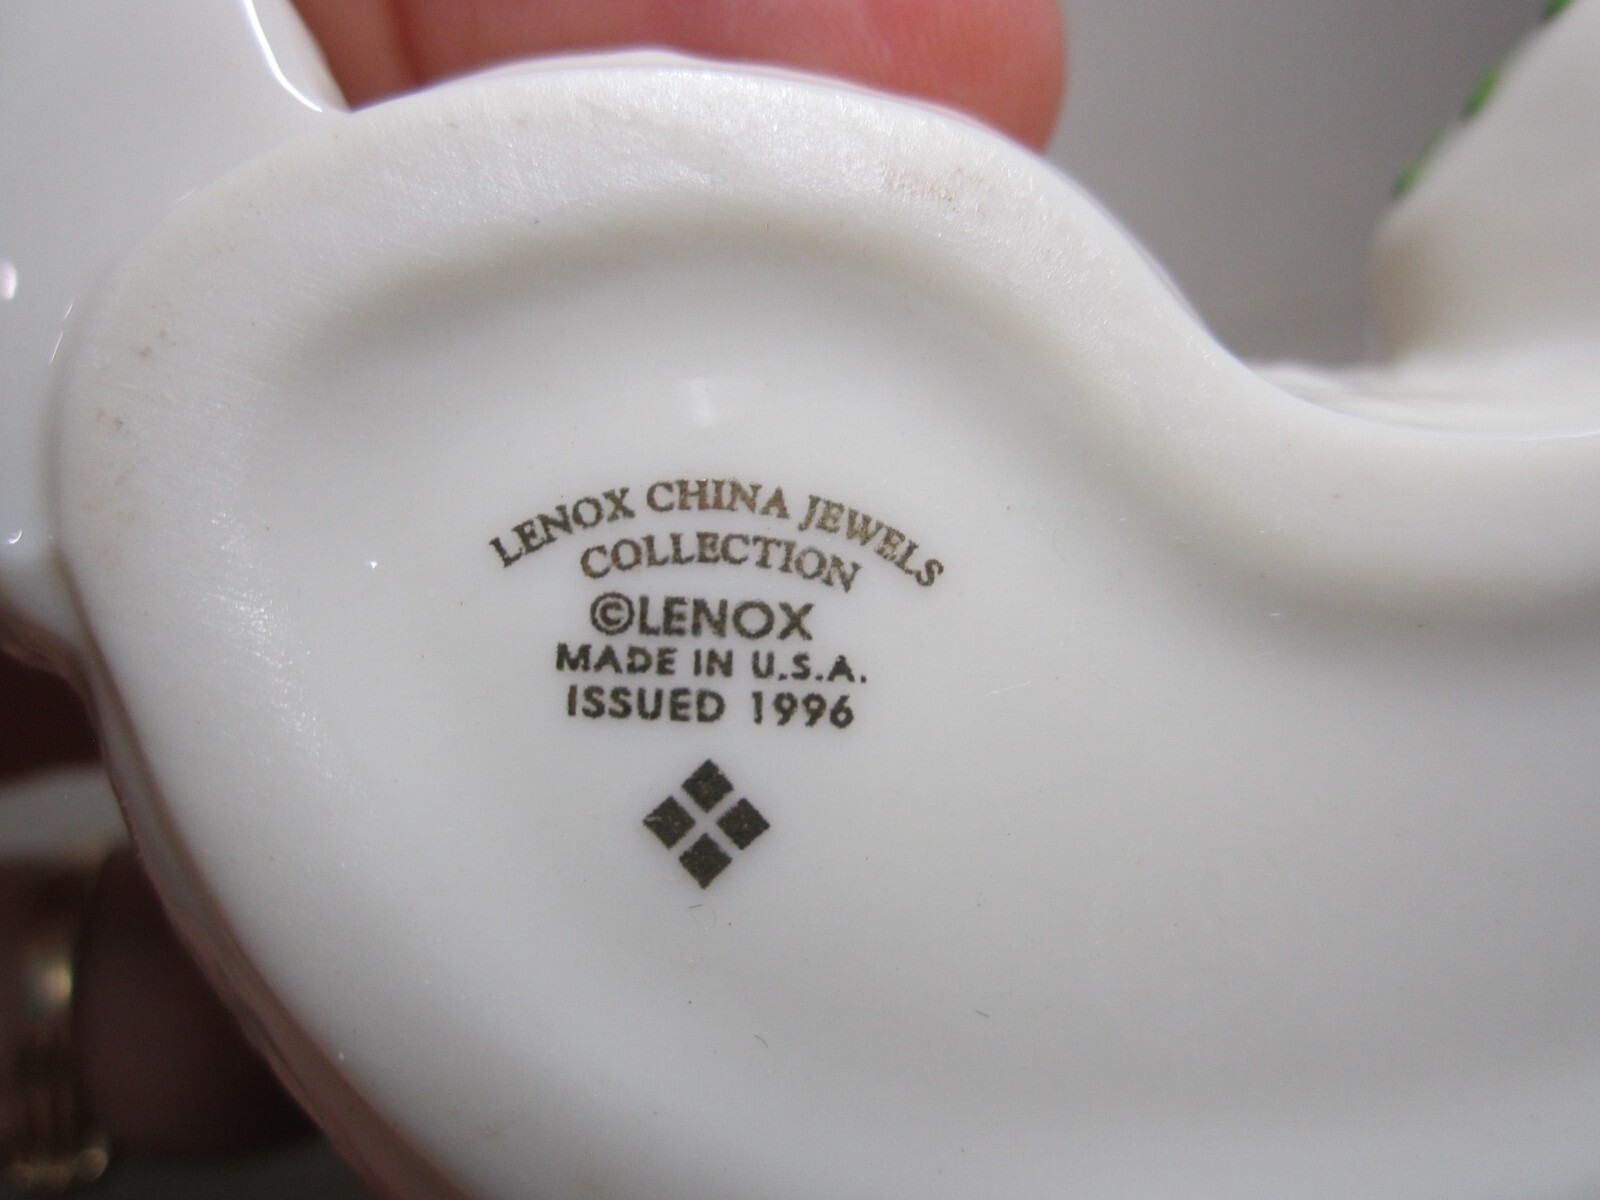 LENOX CHINA JEWELS
COLLECTION
©LENOX
MADE IN U.S.A.
ISSUED 1996